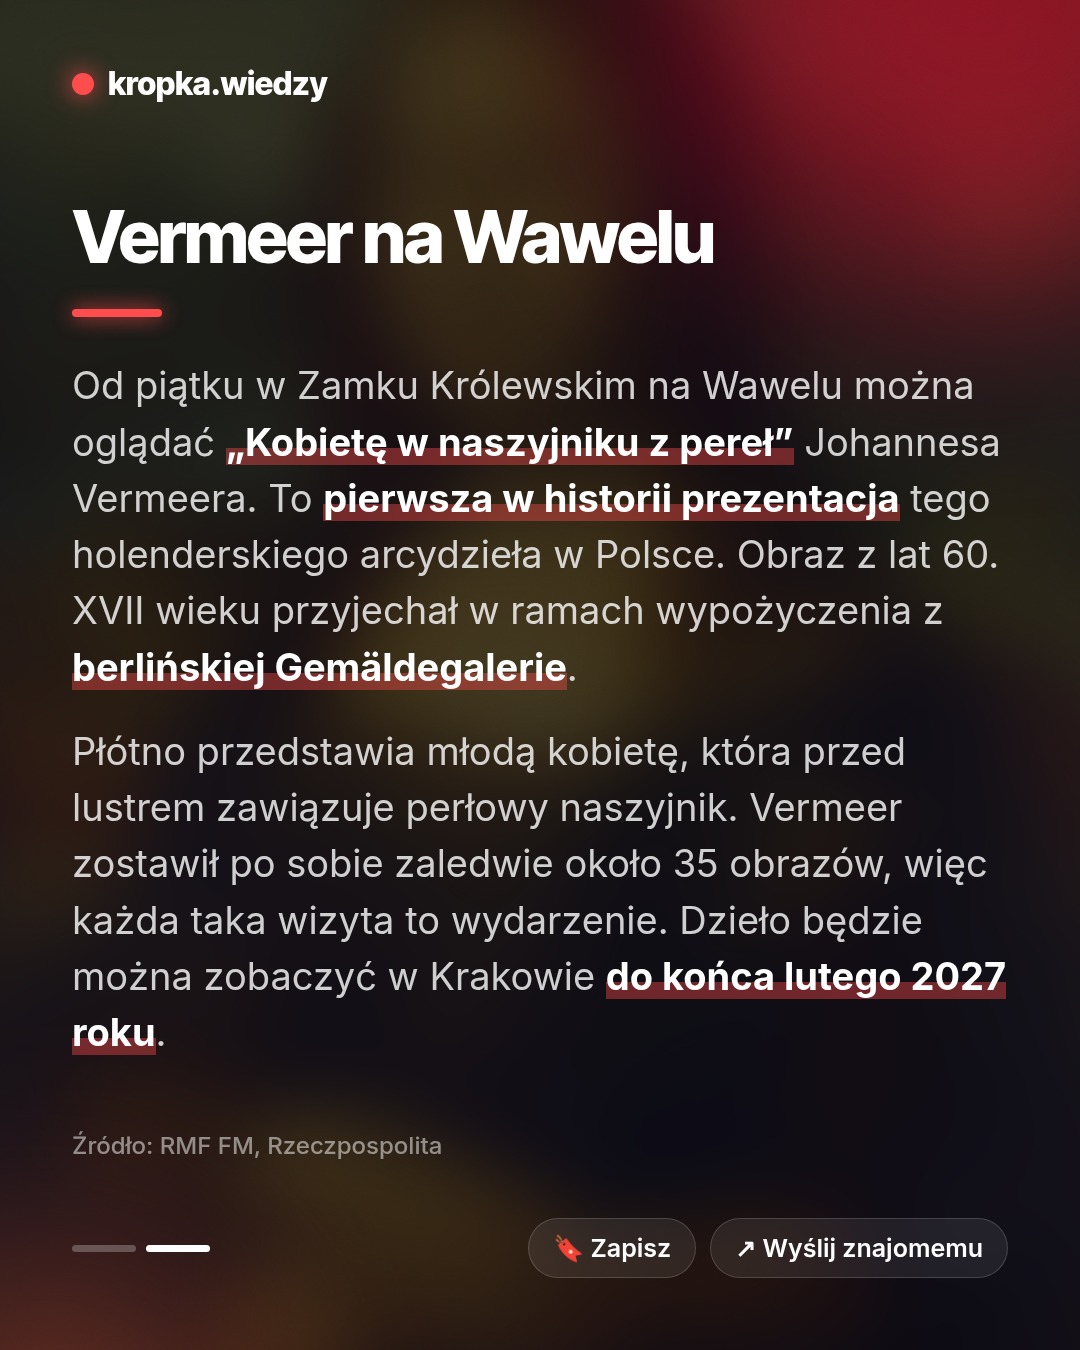 kropka.wiedzy
Vermeer na Wawelu
Od piątku w Zamku Królewskim na Wawelu można
oglądać „Kobietę w naszyjniku z pereł” Johannesa
Vermeera. To pierwsza w historii prezentacja tego
holenderskiego arcydzieła w Polsce. Obraz z lat 60.
XVII wieku przyjechał w ramach wypożyczenia z
berlińskiej Gemäldegalerie.
Płótno przedstawia młodą kobietę, która przed
lustrem zawiązuje perłowy naszyjnik. Vermeer
zostawił po sobie zaledwie około 35 obrazów, więc
każda taka wizyta to wydarzenie. Dzieło będzie
można zobaczyć w Krakowie do końca lutego 2027
roku.
Źródło: RMF FM, Rzeczpospolita
🔖 Zapisz
↗ Wyślij znajomemu